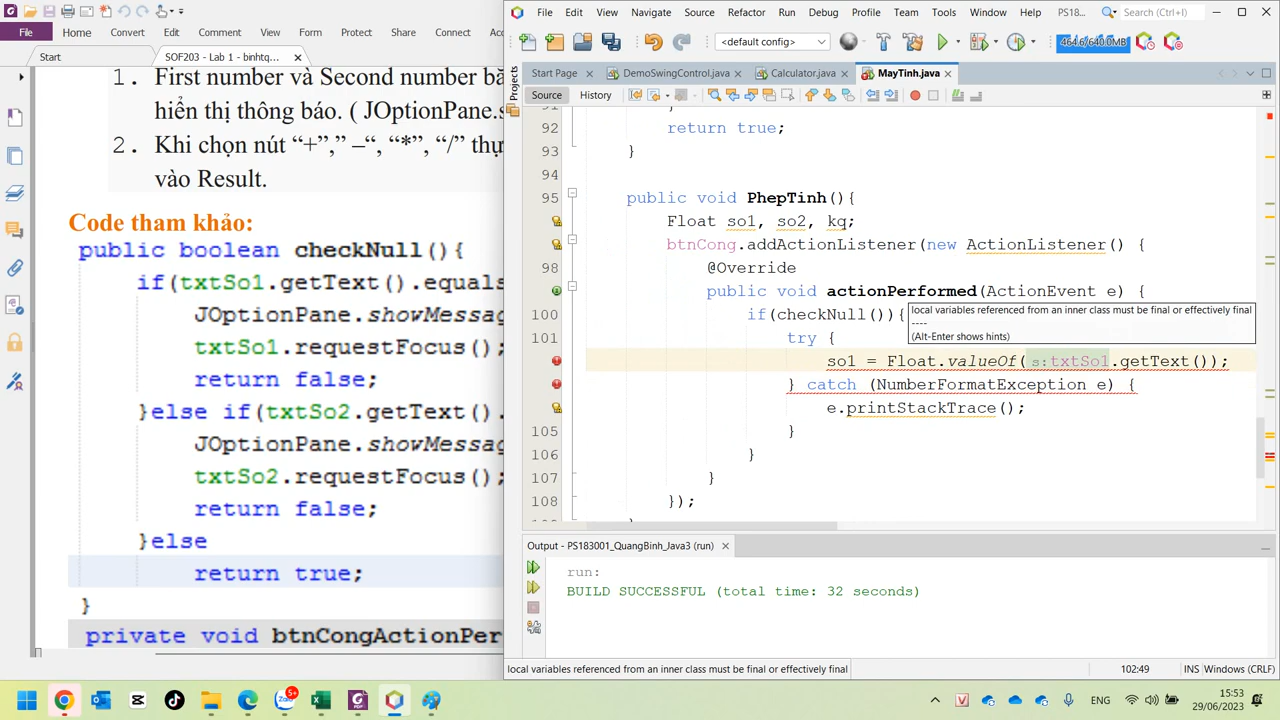 File Edit View Navigate Source Refactor Run Debug Profile Team Tools Window Help PS18... Search (Ctrl+I)
File Home Convert Edit Comment View Form Protect Share Connect Acc
<default config> 464.6/640.0MB
Start SOF203 - Lab 1 - binhtq...
Start Page DemoSwingControl.java Calculator.java MayTinh.java
Projects
Source History
1. First number và Second number bă
hiển thị thông báo. ( JOptionPane.s
2. Khi chọn nút “+”,” –“, “*”, “/” thự
vào Result.
Code tham khảo:
public boolean checkNull(){
if(txtSo1.getText().equals
JOptionPane.showMessag
txtSo1.requestFocus();
return false;
}else if(txtSo2.getText().
JOptionPane.showMessag
txtSo2.requestFocus();
return false;
}else
return true;
}
private void btnCongActionPer
91 }
92 return true;
93 }
94
95 public void PhepTinh(){
Float so1, so2, kq;
btnCong.addActionListener(new ActionListener() {
98 @Override
public void actionPerformed(ActionEvent e) {
100 if(checkNull()){
local variables referenced from an inner class must be final or effectively final
----
(Alt-Enter shows hints)
101 try {
so1 = Float.valueOf(s:txtSo1.getText());
} catch (NumberFormatException e) {
e.printStackTrace();
105 }
106 }
107 }
108 });
Output - PS183001_QuangBinh_Java3 (run)
run:
BUILD SUCCESSFUL (total time: 32 seconds)
local variables referenced from an inner class must be final or effectively final 102:49 INS Windows (CRLF)
5+ Zalo
ENG 15:53
29/06/2023